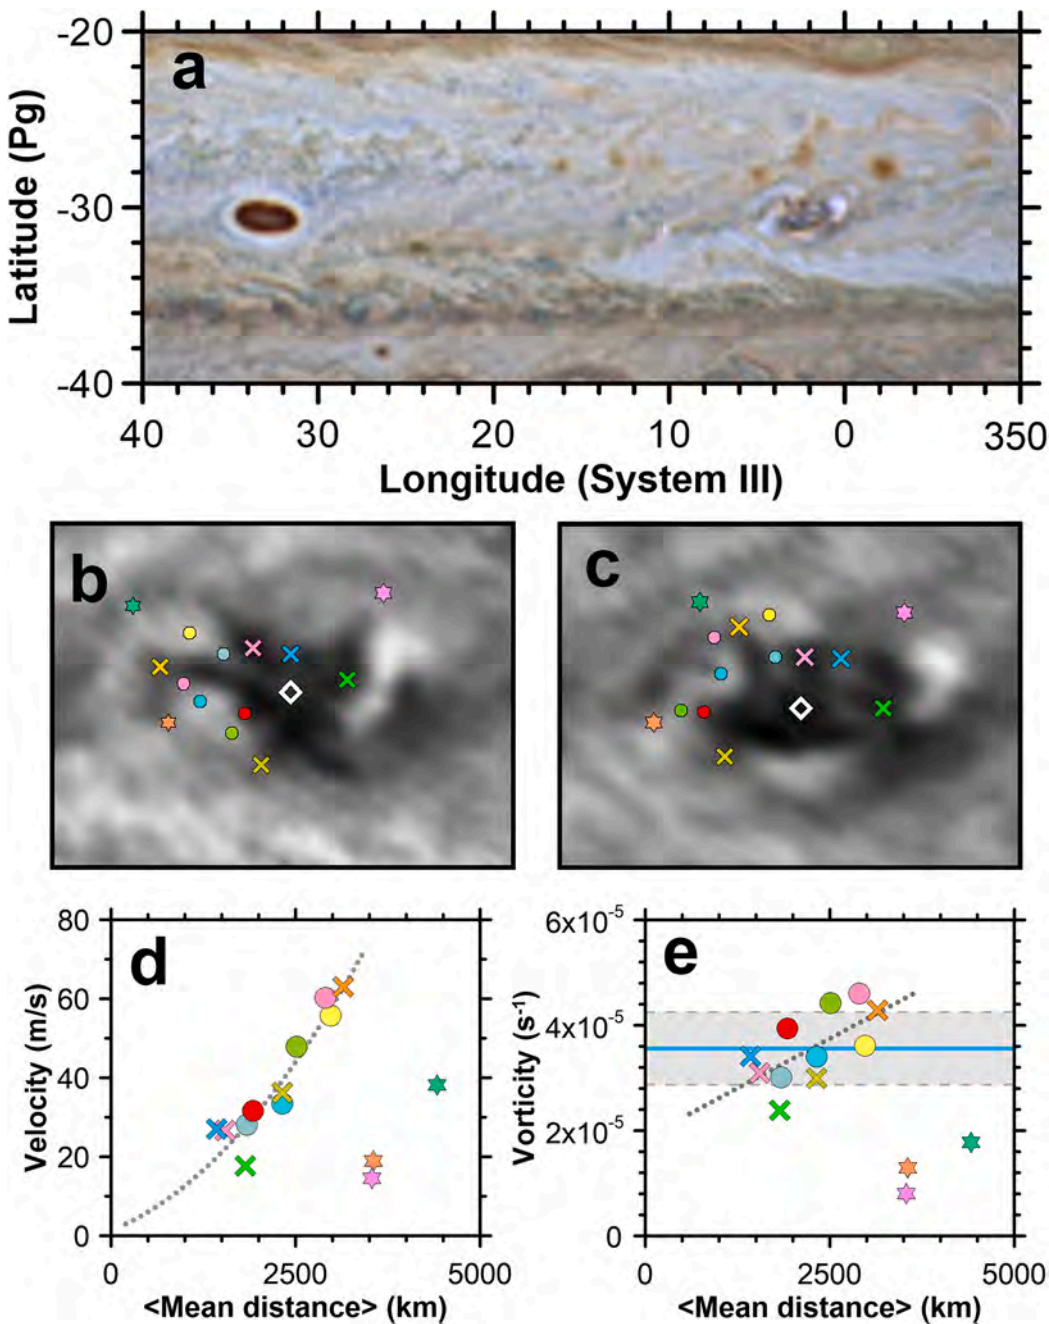 a
Latitude (Pg)
-20
-30
-40
40 30 20 10 0 350
Longitude (System III)
b
c
d
Velocity (m/s)
80
60
40
20
0
0 2500 5000
<Mean distance> (km)
e
Vorticity (s-1)
6x10-5
4x10-5
2x10-5
0
0 2500 5000
<Mean distance> (km)